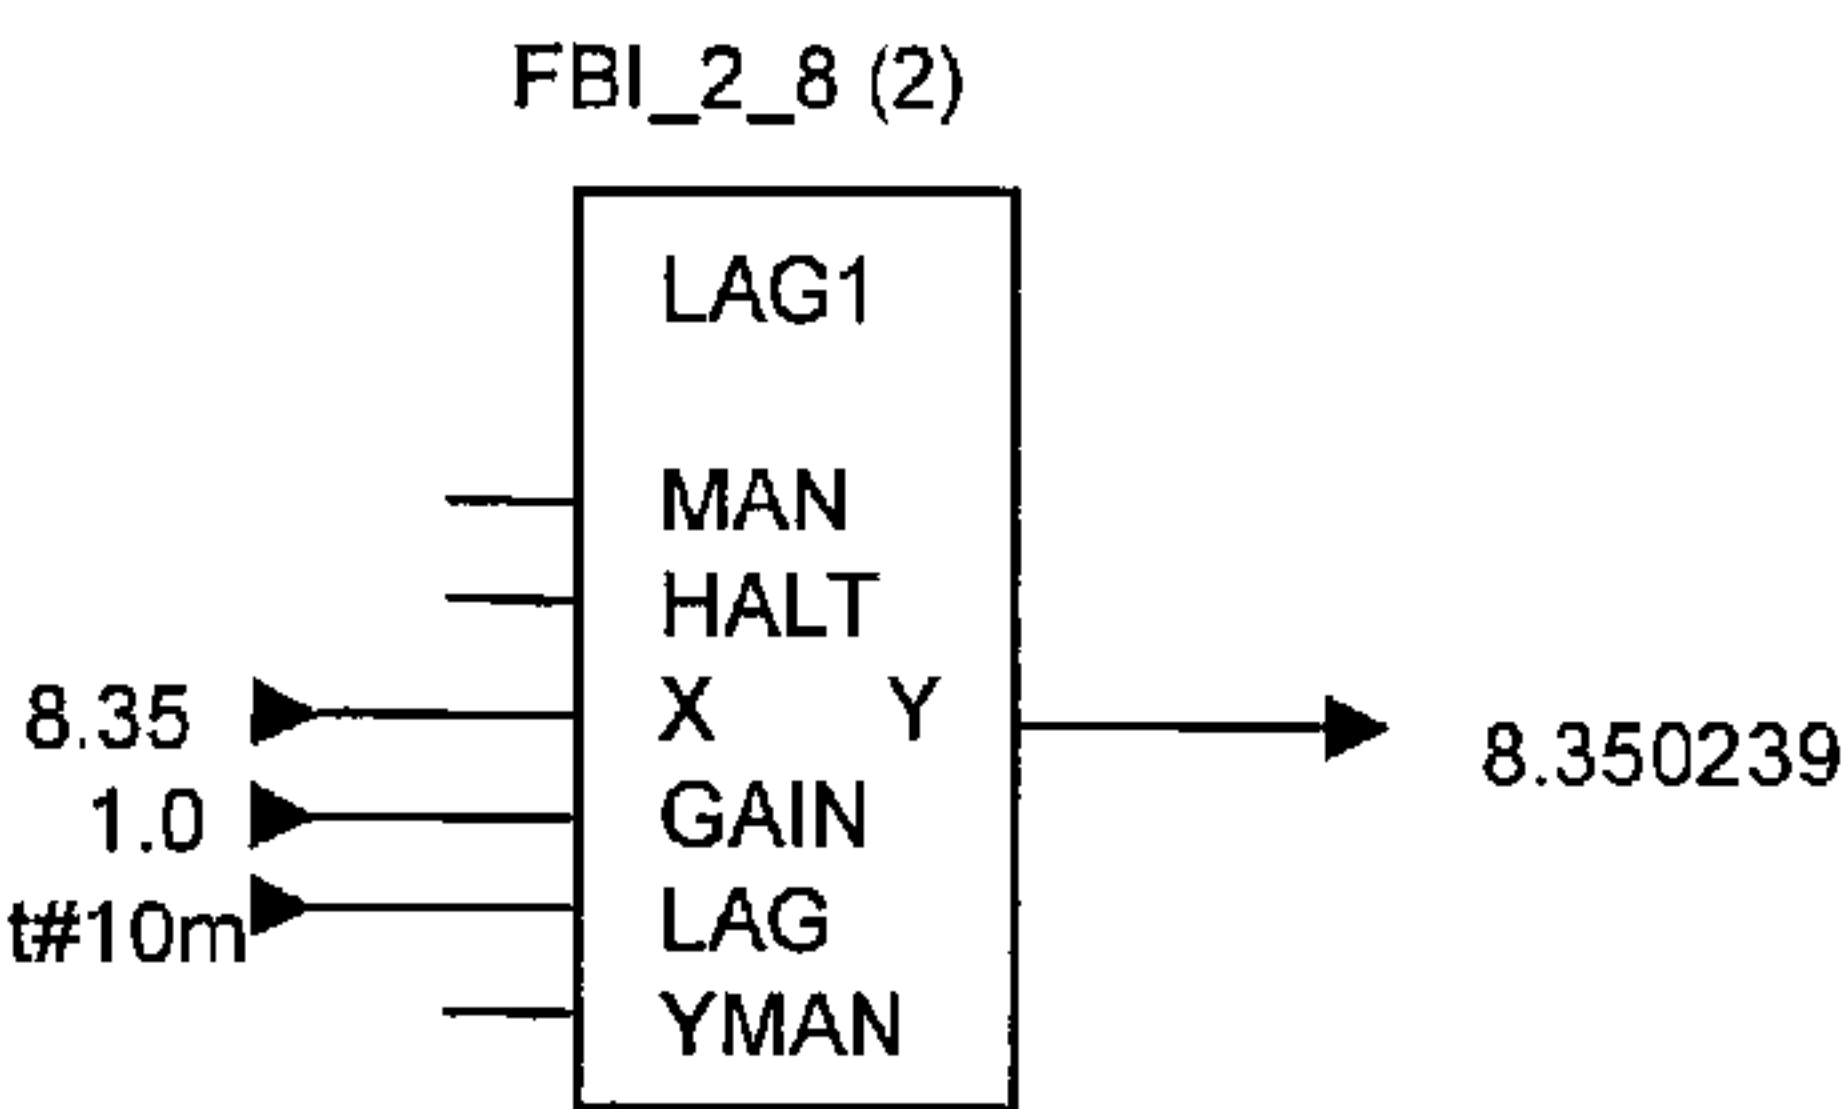 FBI_2_8 (2)
LAG1
MAN
HALT
8.35 X Y 8.350239
1.0 GAIN
t#10m LAG
YMAN